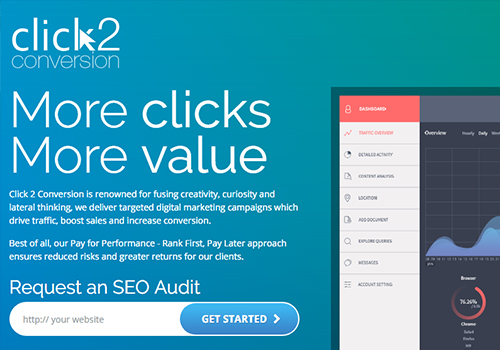 click2
conversion
More clicks
More value
Click 2 Conversion is renowned for fusing creativity, curiosity and
lateral thinking, we deliver targeted digital marketing campaigns which
drive traffic, boost sales and increase conversion.
Best of all, our Pay for Performance - Rank First, Pay Later approach
ensures reduced risks and greater returns for our clients.
Request an SEO Audit
http:// your website
GET STARTED
DASHBOARD
TRAFFIC OVERVIEW
DETAILED ACTIVITY
CONTENT ANALYSIS
LOCATION
ADD DOCUMENT
EXPLORE QUERIES
MESSAGES
ACCOUNT SETTING
Overview
Hourly Daily Week
Browser
76.26%
Chrome
Safari
Firefox